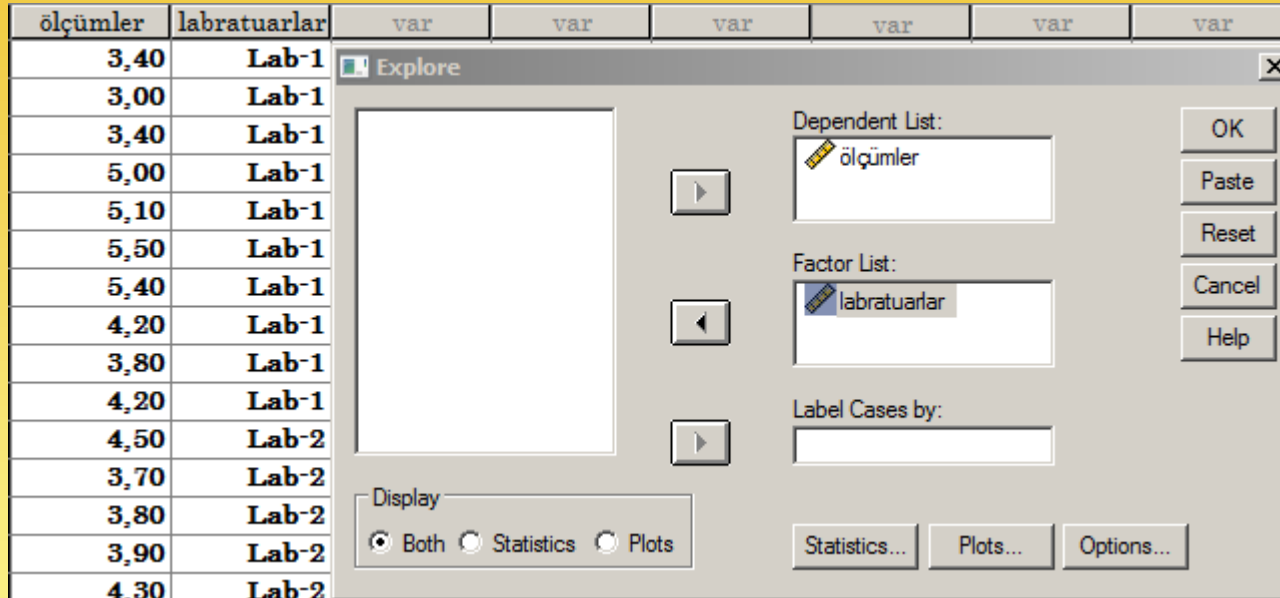 ölçümler labratuarlar var var var var var var
3,40 Lab-1
3,00 Lab-1
3,40 Lab-1
5,00 Lab-1
5,10 Lab-1
5,50 Lab-1
5,40 Lab-1
4,20 Lab-1
3,80 Lab-1
4,20 Lab-1
4,50 Lab-2
3,70 Lab-2
3,80 Lab-2
3,90 Lab-2
4,30 Lab-2
Explore
Dependent List:
ölçümler
Factor List:
labratuarlar
Label Cases by:
Display
Both Statistics Plots
Statistics... Plots... Options...
OK
Paste
Reset
Cancel
Help